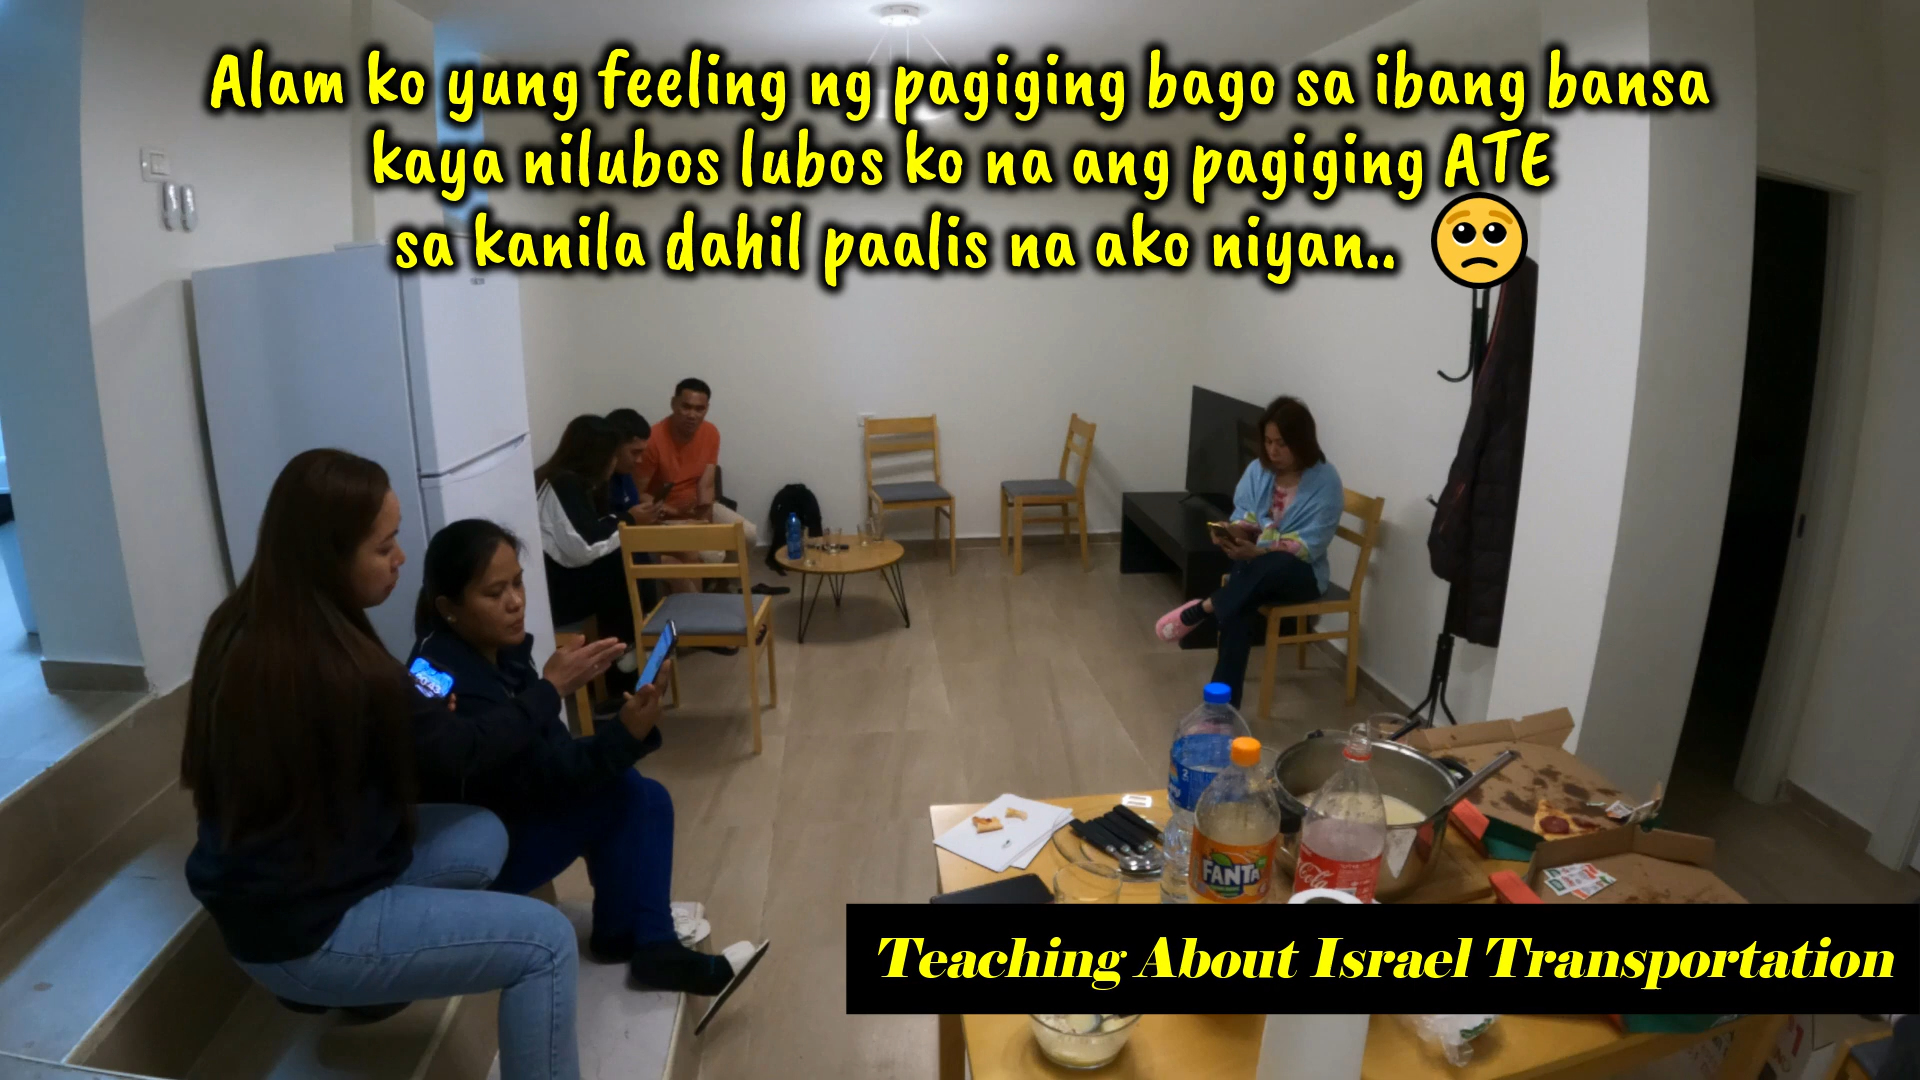 Alam ko yung feeling ng pagiging bago sa ibang bansa
kaya nilubos lubos ko na ang pagiging ATE
sa kanila dahil paalis na ako niyan..
FANTA
Teaching About Israel Transportation